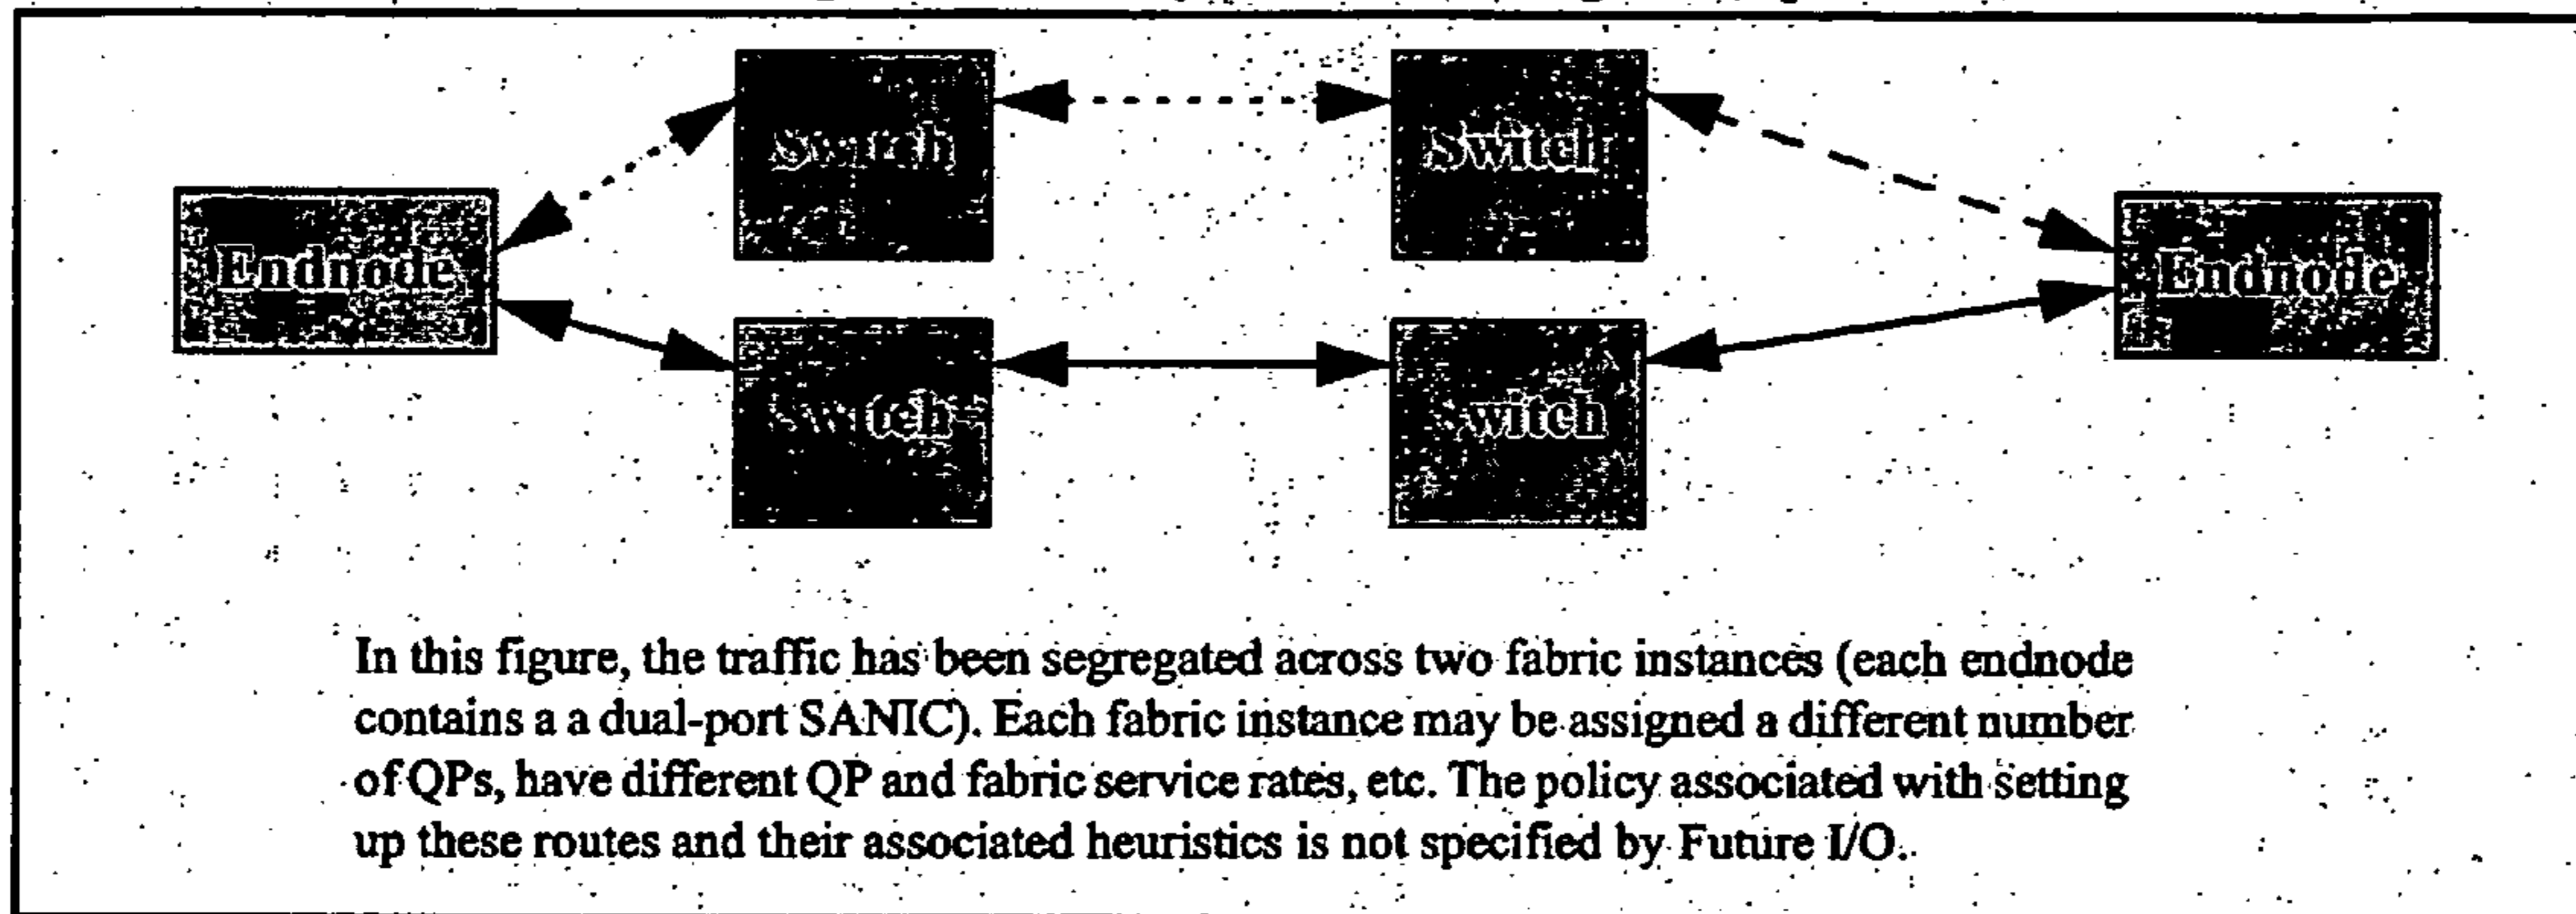 Switch
Switch
Endnode
Endnode
Switch
Switch
In this figure, the traffic has been segregated across two fabric instances (each endnode
contains a a dual-port SANIC). Each fabric instance may be assigned a different number
of QPs, have different QP and fabric service rates, etc. The policy associated with setting
up these routes and their associated heuristics is not specified by Future I/O.